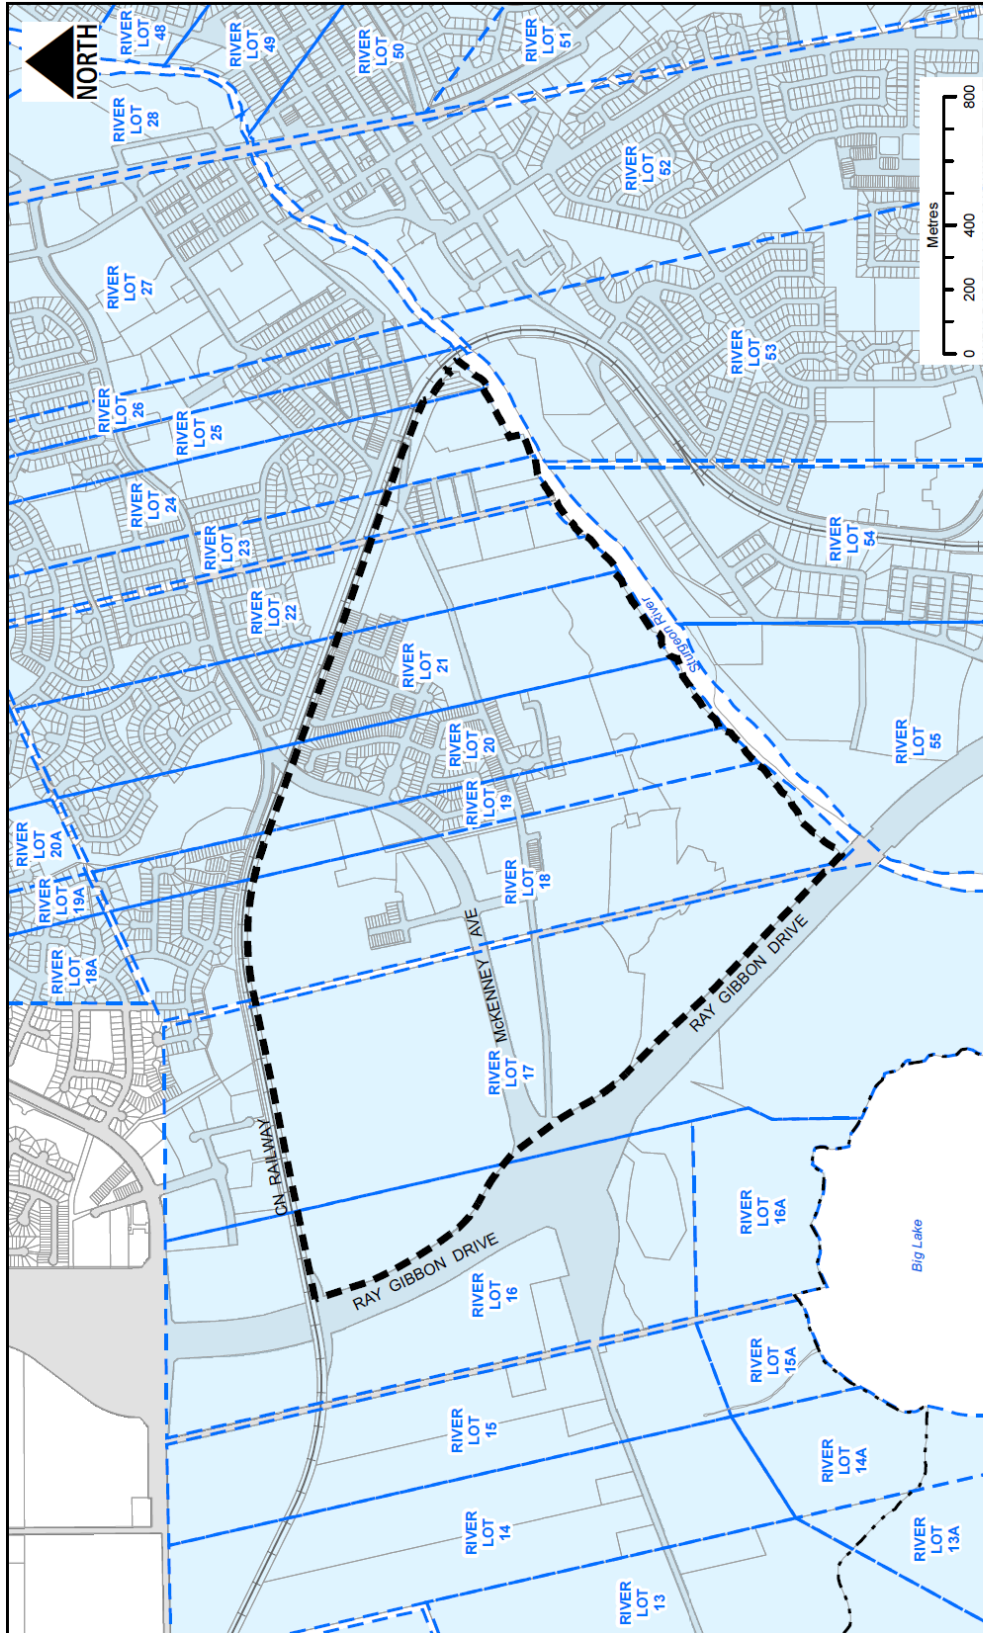 NORTH
RIVER
LOT
48
RIVER
LOT
49
RIVER
LOT
50
RIVER
LOT
51
RIVER
LOT
28
RIVER
LOT
52
RIVER
LOT
27
RIVER
LOT
53
RIVER
LOT
26
RIVER
LOT
25
RIVER
LOT
24
RIVER
LOT
23
RIVER
LOT
22
RIVER
LOT
21
RIVER
LOT
20
RIVER
LOT
19
RIVER
LOT
18
RIVER
LOT
54
RIVER
LOT
55
Sturgeon River
RIVER
LOT
20A
RIVER
LOT
19A
RIVER
LOT
18A
McKENNEY AVE
RIVER
LOT
17
RAY GIBBON DRIVE
CN RAILWAY
RAY GIBBON DRIVE
RIVER
LOT
16
RIVER
LOT
16A
Big Lake
RIVER
LOT
15
RIVER
LOT
15A
RIVER
LOT
14
RIVER
LOT
14A
RIVER
LOT
13
RIVER
LOT
13A
Metres
0 200 400 800